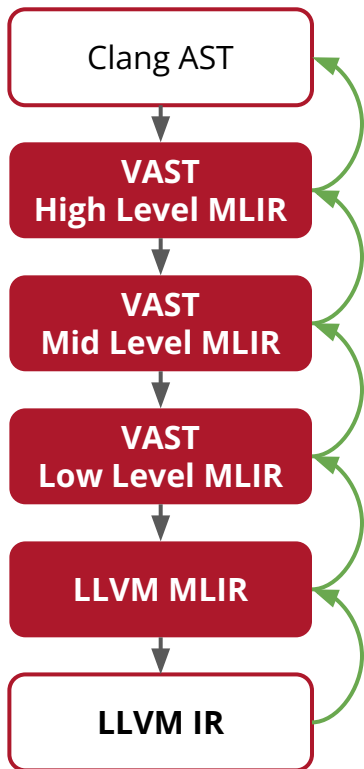 Clang AST
VAST
High Level MLIR
VAST
Mid Level MLIR
VAST
Low Level MLIR
LLVM MLIR
LLVM IR